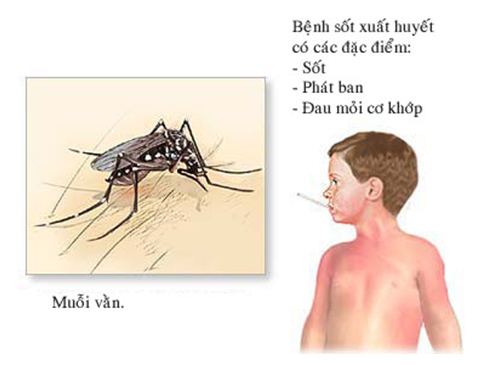 Bệnh sốt xuất huyết
có các đặc điểm:
- Sốt
- Phát ban
- Đau mỏi cơ khớp
Muỗi vằn.